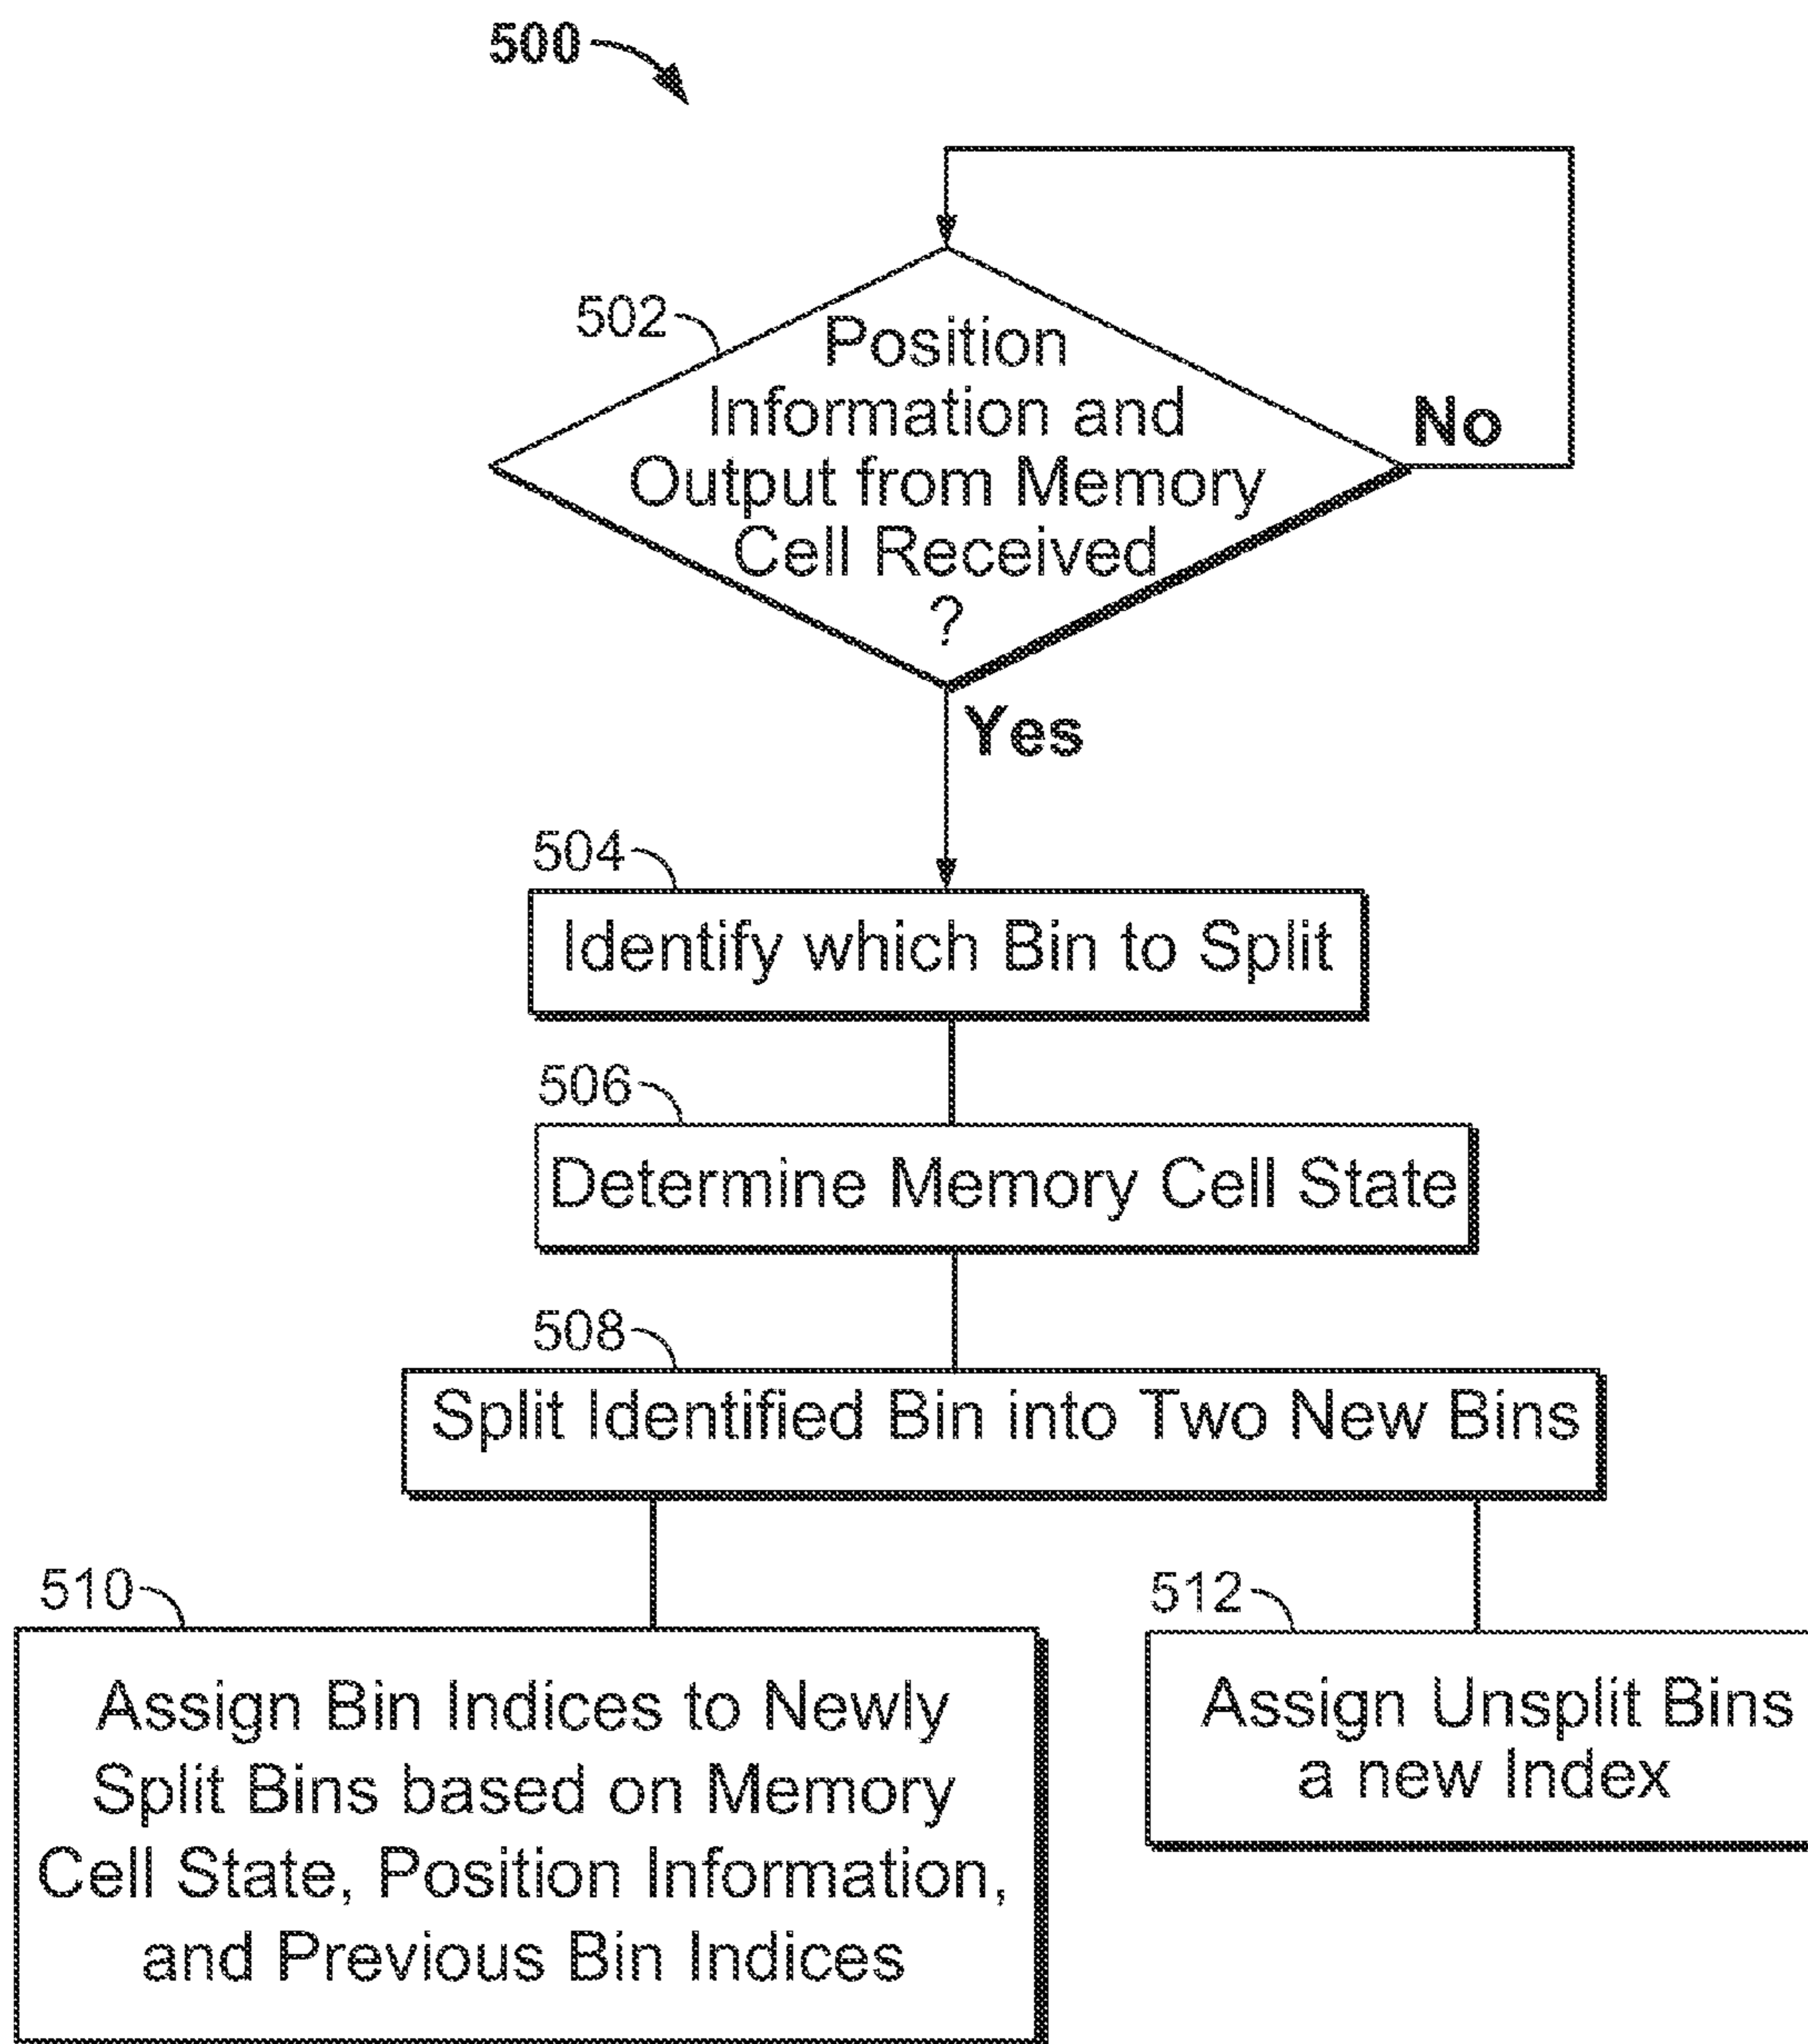 500
502
Position
Information and
Output from Memory
Cell Received
?
No
Yes
504
Identify which Bin to Split
506
Determine Memory Cell State
508
Split Identified Bin into Two New Bins
510
Assign Bin Indices to Newly
Split Bins based on Memory
Cell State, Position Information,
and Previous Bin Indices
512
Assign Unsplit Bins
a new Index